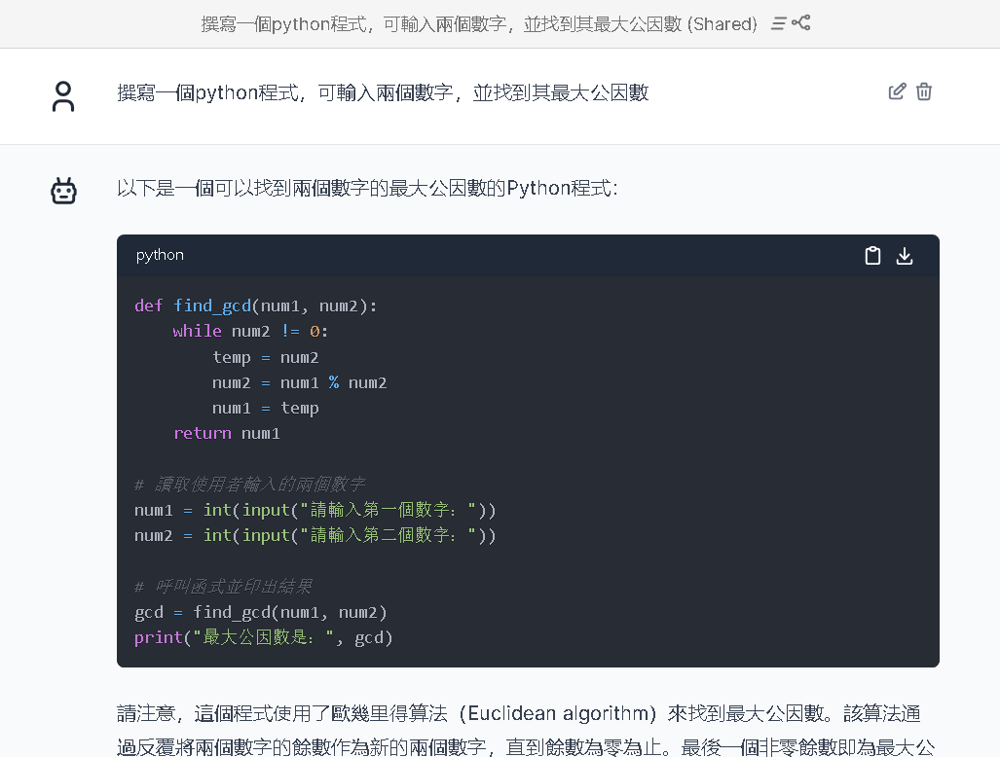 撰寫一個python程式，可輸入兩個數字，並找到其最大公因數 (Shared)
撰寫一個python程式，可輸入兩個數字，並找到其最大公因數
以下是一個可以找到兩個數字的最大公因數的Python程式：
python
def find_gcd(num1, num2):
    while num2 != 0:
        temp = num2
        num2 = num1 % num2
        num1 = temp
    return num1
# 讀取使用者輸入的兩個數字
num1 = int(input("請輸入第一個數字："))
num2 = int(input("請輸入第二個數字："))
# 呼叫函式並印出結果
gcd = find_gcd(num1, num2)
print("最大公因數是：", gcd)
請注意，這個程式使用了歐幾里得算法（Euclidean algorithm）來找到最大公因數。該算法通
過反覆將兩個數字的餘數作為新的兩個數字，直到餘數為零為止。最後一個非零餘數即為最大公